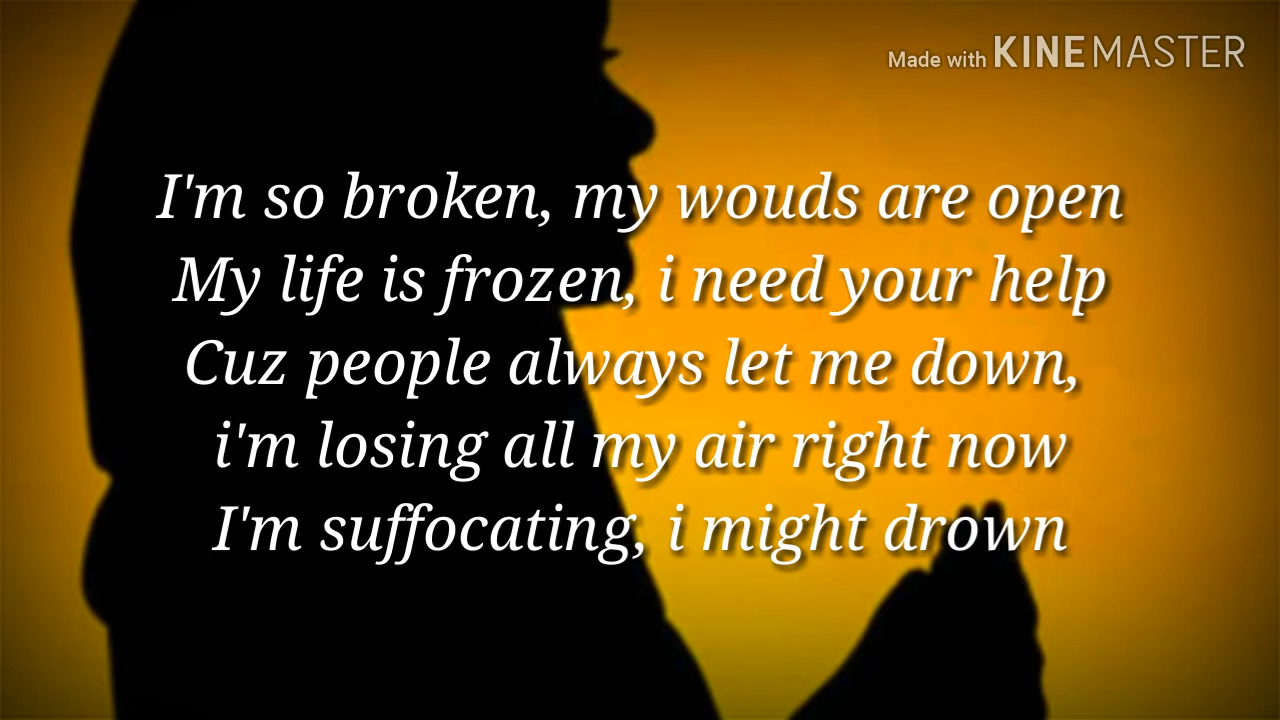 Made with KINEMASTER
I'm so broken, my wouds are open
My life is frozen, i need your help
Cuz people always let me down,
i'm losing all my air right now
I'm suffocating, i might drown